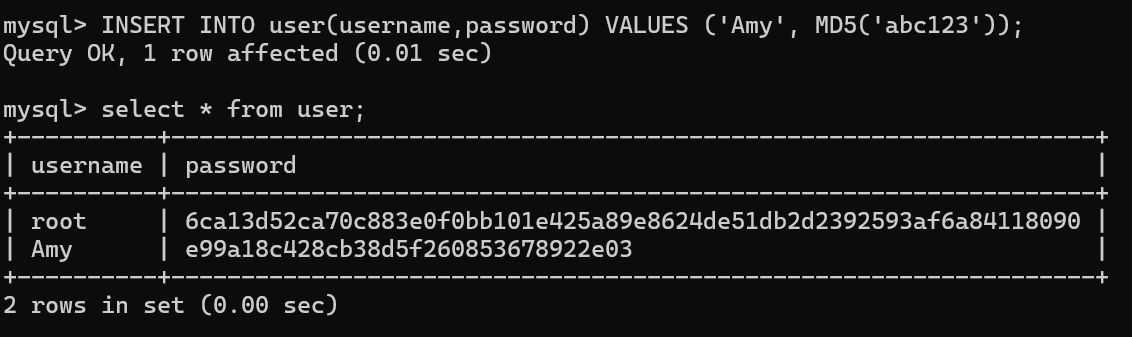 mysql> INSERT INTO user(username,password) VALUES ('Amy', MD5('abc123'));
Query OK, 1 row affected (0.01 sec)
mysql> select * from user;
+----------+------------------------------------------------------------------+
| username | password                                                         |
+----------+------------------------------------------------------------------+
| root     | 6ca13d52ca70c883e0f0bb101e425a89e8624de51db2d2392593af6a84118090 |
| Amy      | e99a18c428cb38d5f260853678922e03                                 |
+----------+------------------------------------------------------------------+
2 rows in set (0.00 sec)